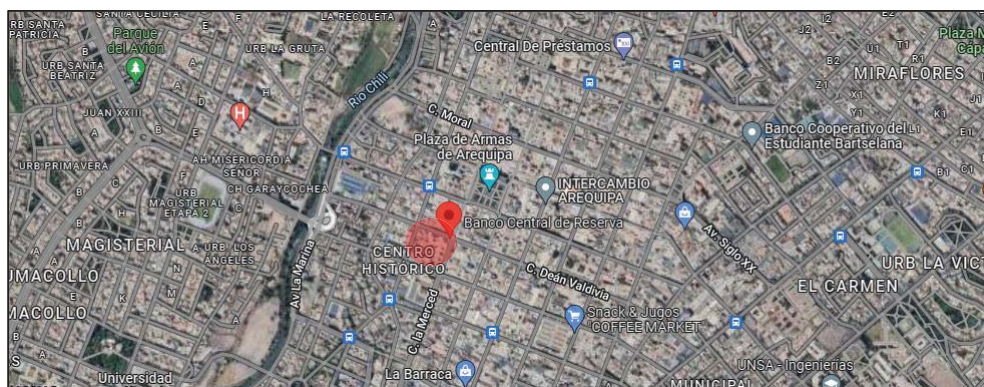 SANTA CECILIA
LA RECOLETA
URB SANTA
PATRICIA
Parque
del Avión
URB LA GRUTA
Central De Préstamos
Plaza M
Cápa
MIRAFLORES
URB SANTA
BEATRIZ
Río Chili
JUAN XXIII
C. Moral
Banco Cooperativo del
Estudiante Bartselana
Plaza de Armas
de Arequipa
URB PRIMAVERA
AH MISERICORDIA
SEÑOR
URB
MAGISTERIAL
ETAPA 2
CH GARAYCOCHEA
INTERCAMBIO
AREQUIPA
Banco Central de Reserva
MAGISTERIAL
URB LOS
ANGELES
CENTRO
HISTÓRICO
Av. Siglo XX
URB LA VICT
UMACOLLO
MACOLLO
Av La Marina
C. Deán Valdivia
EL CARMEN
C. la Merced
Snack & Jugos
"COFFEE MARKET"
La Barraca
UNSA - Ingenierías
Universidad
MUNICIPAL